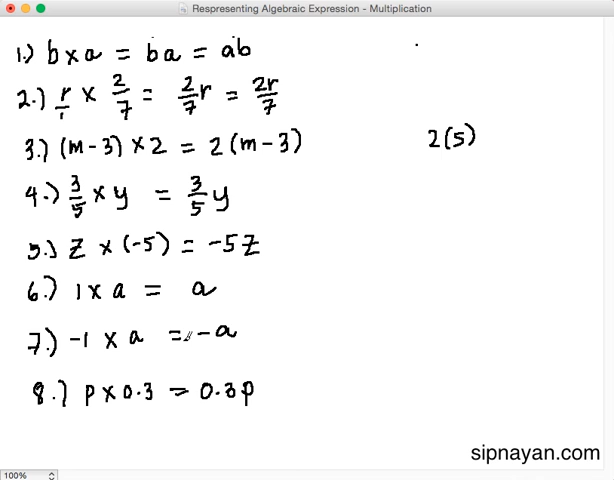 Respresenting Algebraic Expression - Multiplication
1.) b × a = ba = ab
2.) r/1 × 2/7 = 2/7 r = 2r/7
3.) (m - 3) × 2 = 2 (m - 3) 2(5)
4.) 3/5 × y = 3/5 y
5.) z × (-5) = -5z
6.) 1 × a = a
7.) -1 × a = -a
8.) p × 0.3 = 0.3p
sipnayan.com
100%